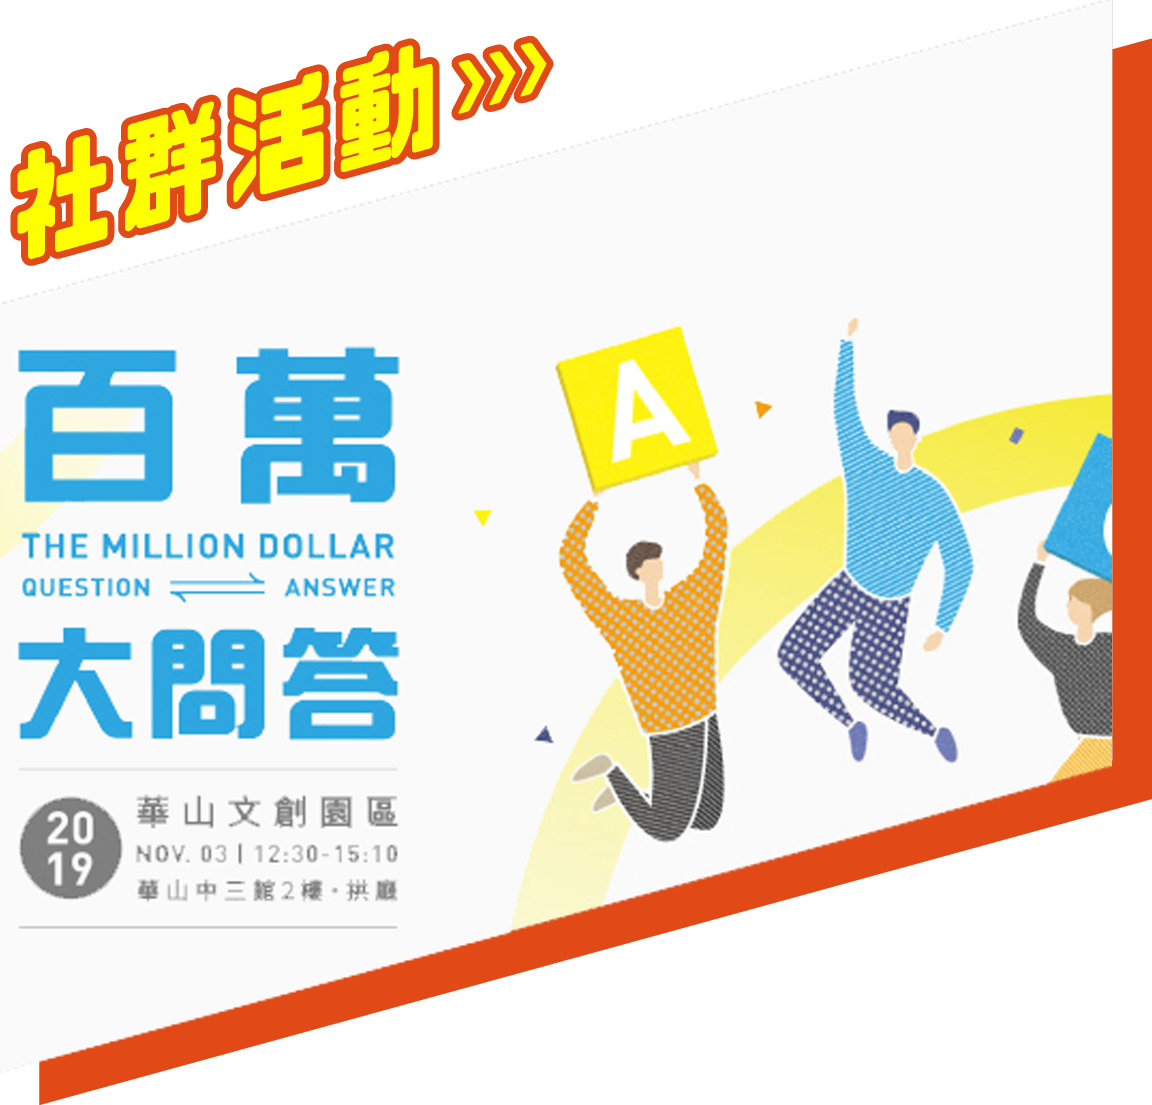 社群活動 》》》
百萬
THE MILLION DOLLAR
QUESTION ANSWER
大問答
2019
華山文創園區
NOV. 03 | 12:30-15:10
華山中三館2樓・拱廳
A